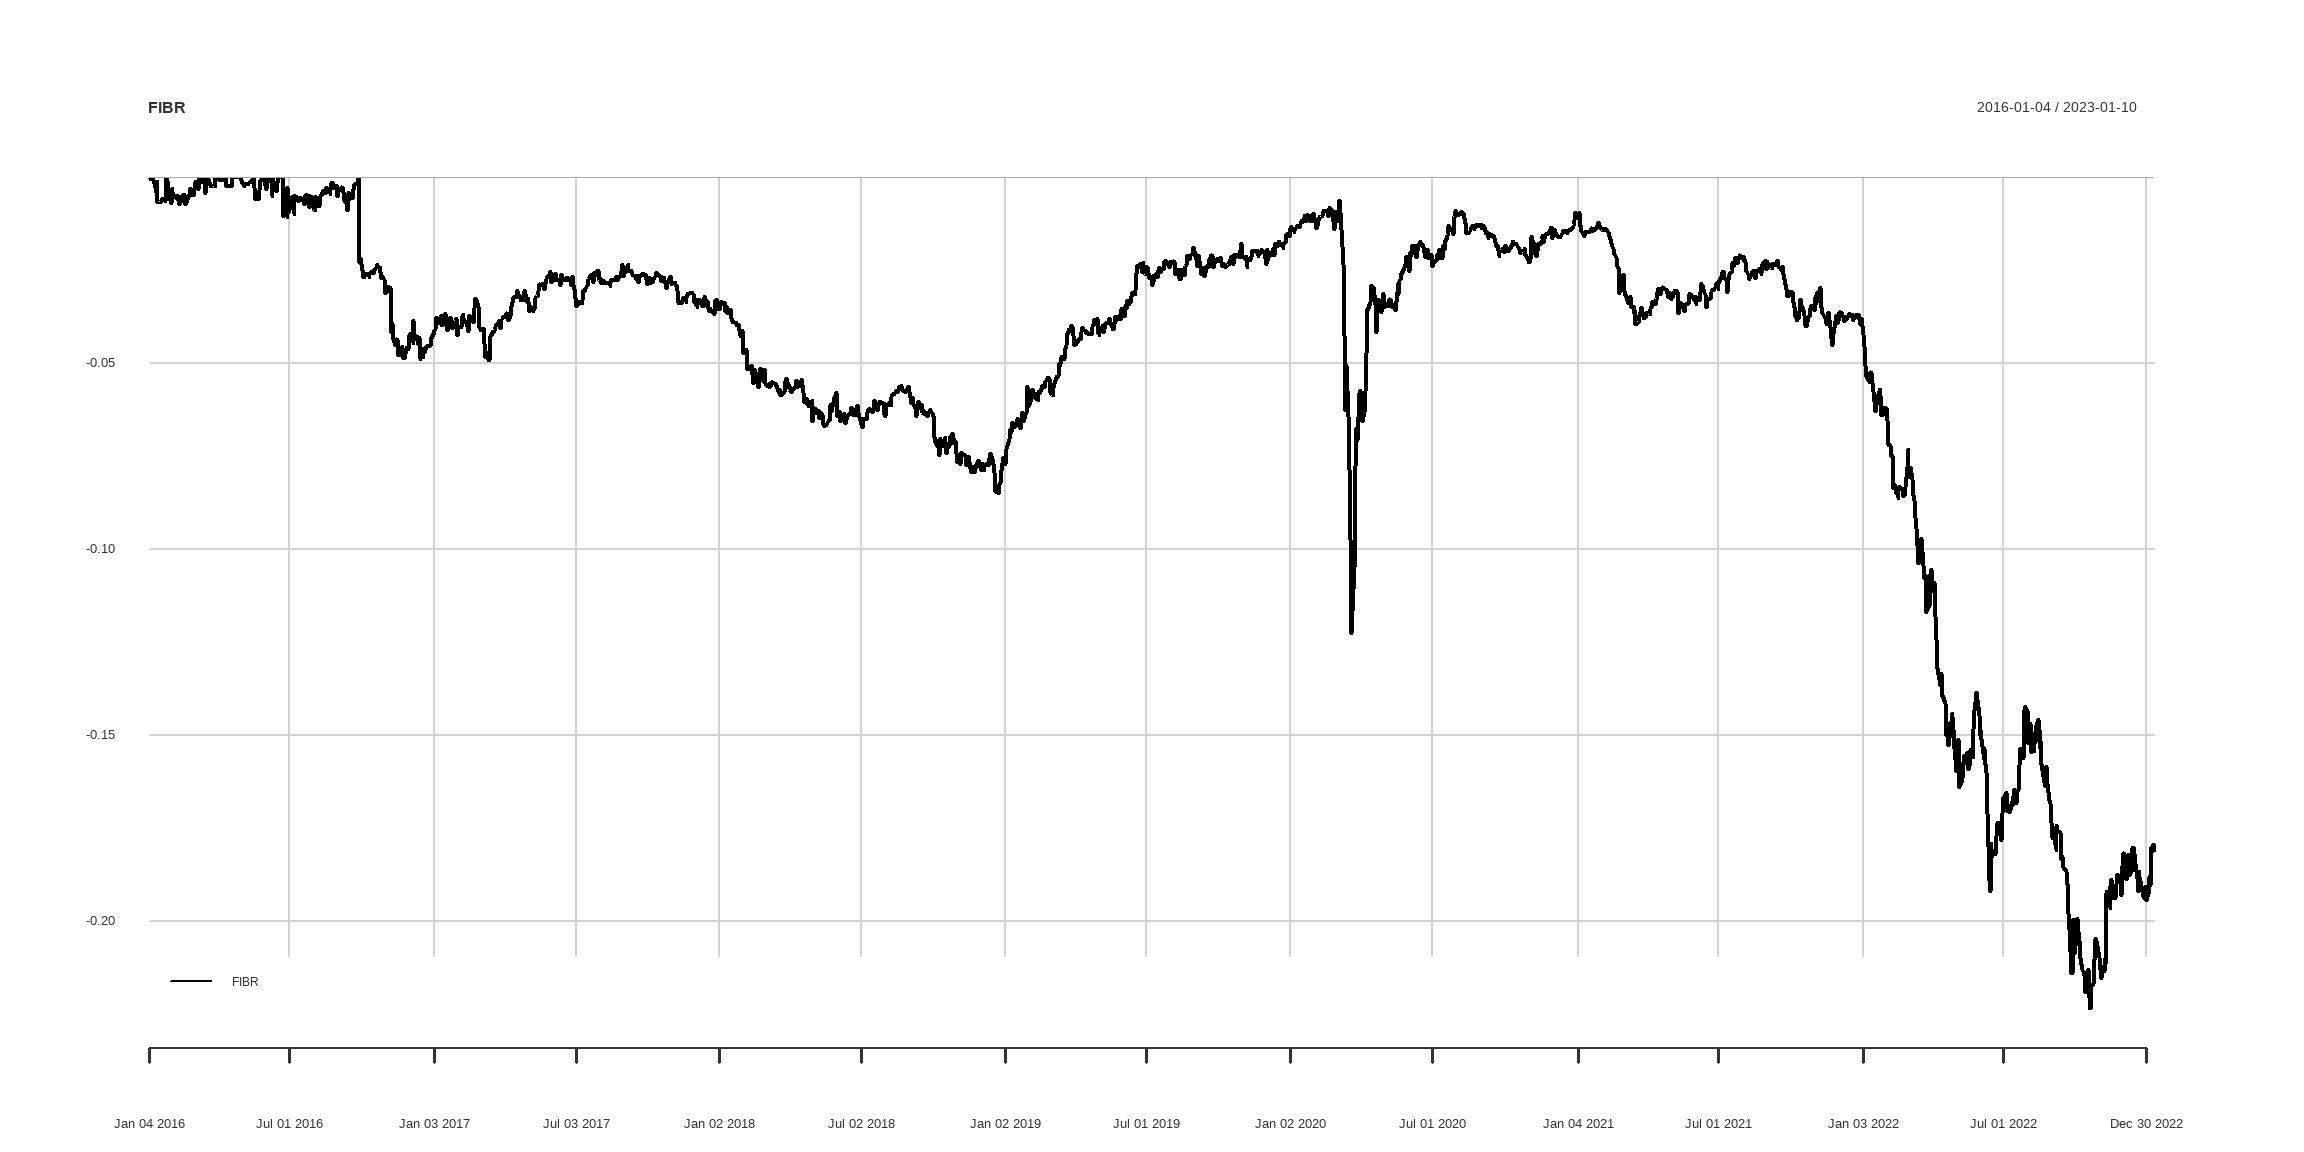 FIBR
2016-01-04 / 2023-01-10
-0.05
-0.10
-0.15
-0.20
FIBR
Jan 04 2016
Jul 01 2016
Jan 03 2017
Jul 03 2017
Jan 02 2018
Jul 02 2018
Jan 02 2019
Jul 01 2019
Jan 02 2020
Jul 01 2020
Jan 04 2021
Jul 01 2021
Jan 03 2022
Jul 01 2022
Dec 30 2022